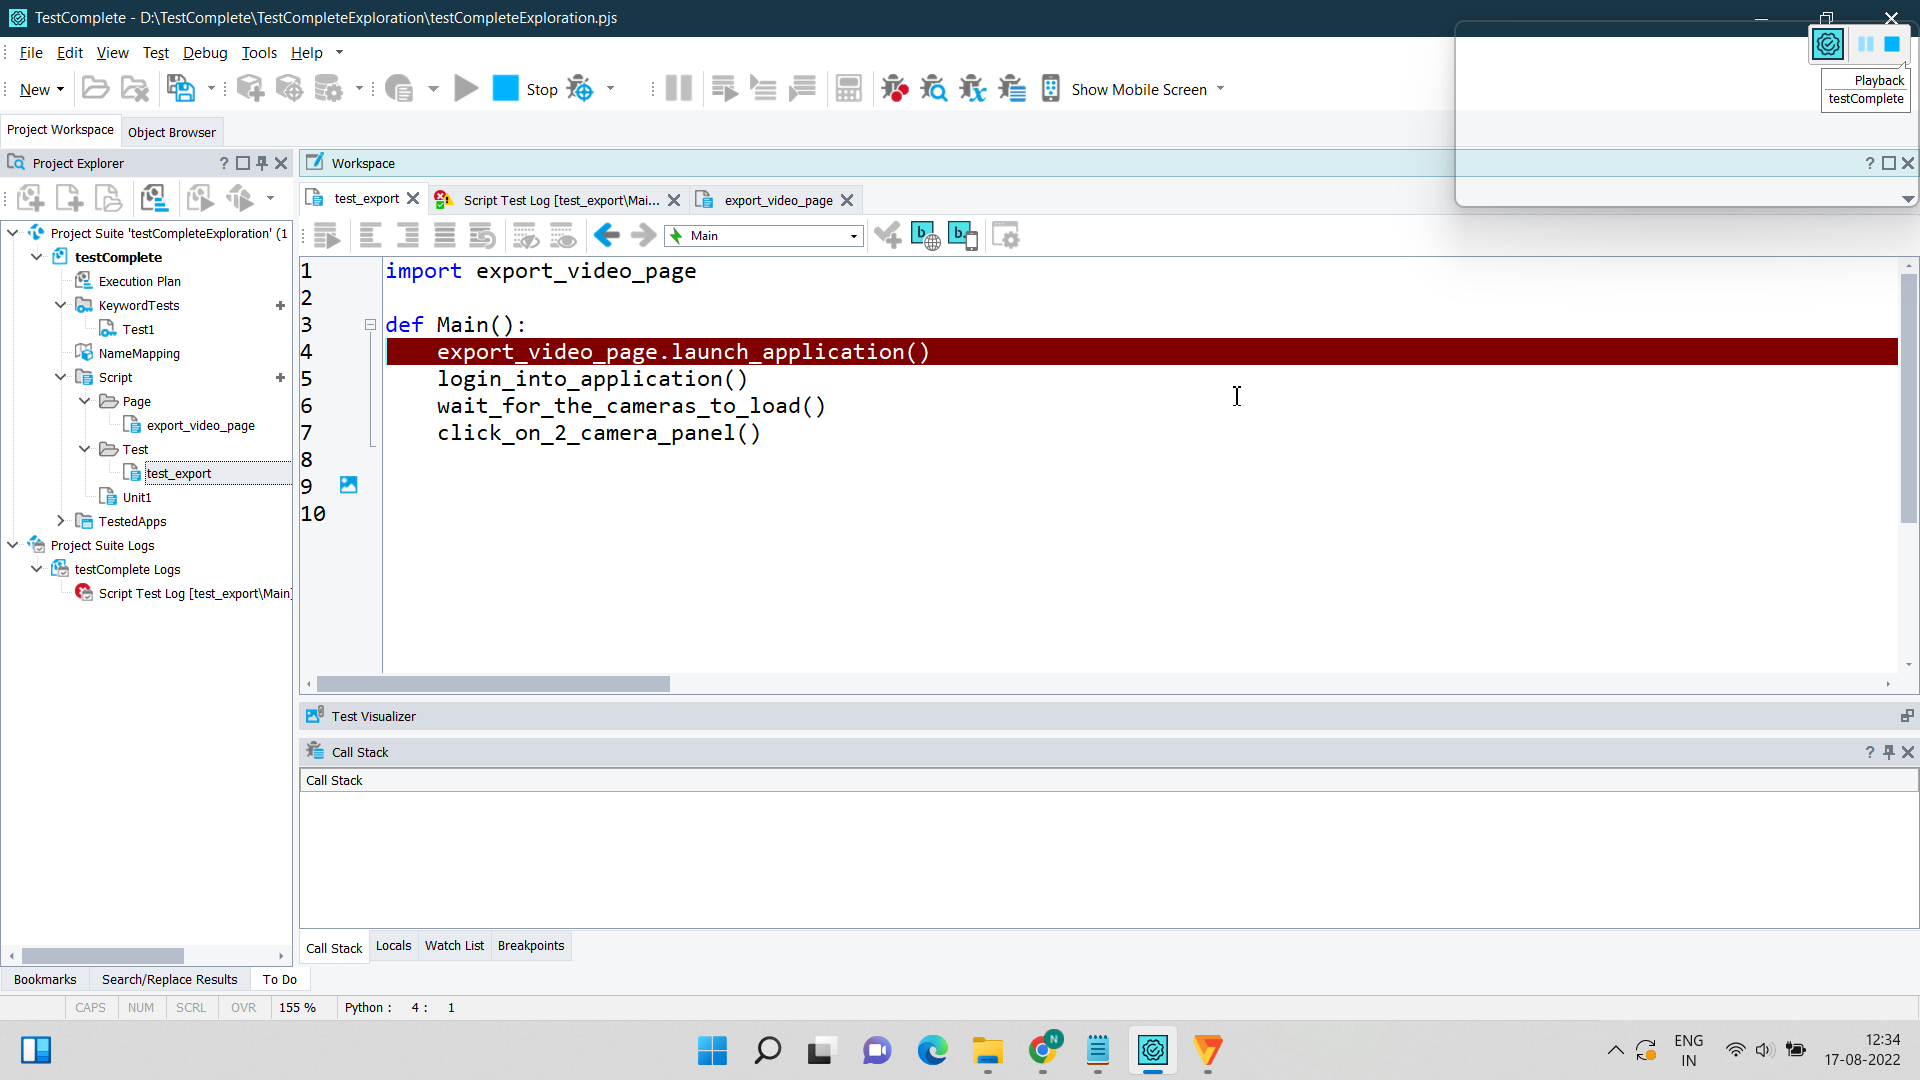 TestComplete - D:\TestComplete\TestCompleteExploration\testCompleteExploration.pjs
File Edit View Test Debug Tools Help
New Stop Show Mobile Screen
Playback
testComplete
Project Workspace Object Browser
Project Explorer ?
Workspace ?
test_export Script Test Log [test_export\Mai... export_video_page
Main
Project Suite 'testCompleteExploration' (1
testComplete
Execution Plan
KeywordTests
Test1
NameMapping
Script
Page
export_video_page
Test
test_export
Unit1
TestedApps
Project Suite Logs
testComplete Logs
Script Test Log [test_export\Main]
1 import export_video_page
2
3 def Main():
4 export_video_page.launch_application()
5 login_into_application()
6 wait_for_the_cameras_to_load()
7 click_on_2_camera_panel()
8
9
10
Test Visualizer
Call Stack ?
Call Stack
Call Stack Locals Watch List Breakpoints
Bookmarks Search/Replace Results To Do
CAPS NUM SCRL OVR 155 % Python : 4 : 1
N
ENG
IN
12:34
17-08-2022